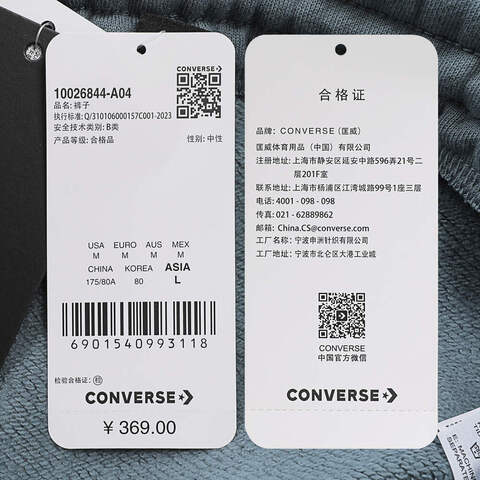 CONVERSE
10026844-A04
品名: 裤子
执行标准: Q/310106000157C001-2023
安全技术类别: B类
产品等级: 合格品 性别: 中性
USA EURO AUS MEX
M M M M
CHINA KOREA ASIA
175/80A 80 L
6901540993118
检验合格证:
CONVERSE
¥ 369.00
合格证
品牌: CONVERSE (匡威)
匡威体育用品 (中国) 有限公司
注册地址: 上海市静安区延安中路596弄21号二
层201F室
联系地址: 上海市杨浦区江湾城路99号1座三层
电话: 4001 - 098 - 098
传真: 021 - 62889862
邮箱: China.CS@converse.com
工厂名称: 宁波申洲针织有限公司
工厂地址: 宁波市北仑区大港工业城
CONVERSE
中国官方微信
CONVERSE
E. MACHIN
SEPARATE